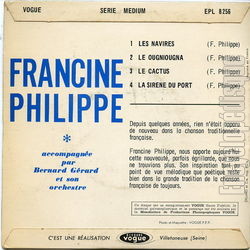 VOGUE SERIE MEDIUM EPL 8256
1 LES NAVIRES (F. Philippe)
2 LE OUGNIOUGNA (F. Philippe)
3 LE CACTUS (F. Philippe)
4 LA SIRENE DU PORT (F. Philippe)
FRANCINE
PHILIPPE
*
accompagnée
par
Bernard Gérard
et son
orchestre
Depuis quelques années, rien n'était apparu
de nouveau dans la chanson traditionnelle
française.
Francine Philippe, nous apporte aujourd'hui
cette nouveauté, parfois égrillarde, que nous
ne trouvions plus. Son inspiration tant au
point de vue mélodique que poétique reste
bien dans la grande tradition de la chanson
française de toujours.
C'EST UNE RÉALISATION vogue Villetaneuse (Seine)